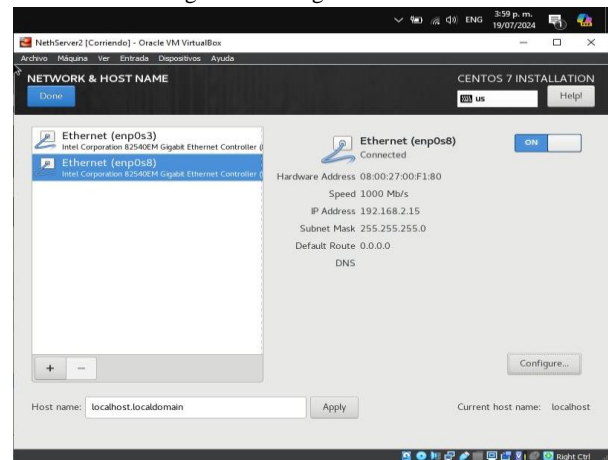 ENG
3:59 p. m.
19/07/2024
NethServer2 [Corriendo] - Oracle VM VirtualBox
Archivo Máquina Ver Entrada Dispositivos Ayuda
NETWORK & HOST NAME
CENTOS 7 INSTALLATION
Done
us
Help!
Ethernet (enp0s3)
Intel Corporation 82540EM Gigabit Ethernet Controller (
Ethernet (enp0s8)
Intel Corporation 82540EM Gigabit Ethernet Controller (
Ethernet (enp0s8)
Connected
ON
Hardware Address 08:00:27:00:F1:80
Speed 1000 Mb/s
IP Address 192.168.2.15
Subnet Mask 255.255.255.0
Default Route 0.0.0.0
DNS
+ −
Configure...
Host name: localhost.localdomain
Apply
Current host name: localhost
Right Ctrl